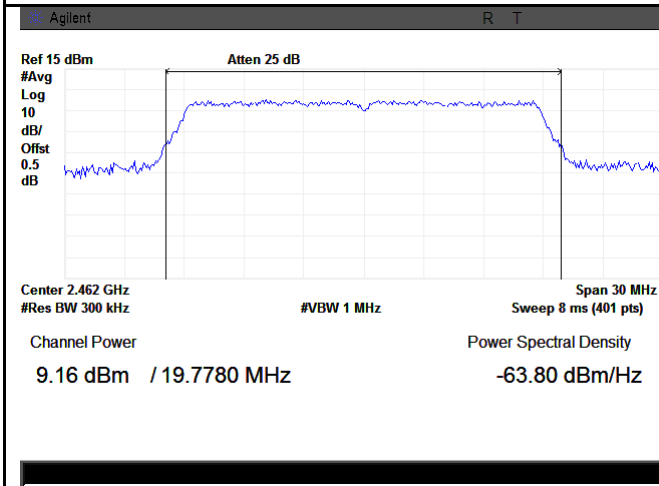 Agilent R T
Ref 15 dBm Atten 25 dB
#Avg
Log
10
dB/
Offst
0.5
dB
Center 2.462 GHz Span 30 MHz
#Res BW 300 kHz #VBW 1 MHz Sweep 8 ms (401 pts)
Channel Power Power Spectral Density
9.16 dBm / 19.7780 MHz -63.80 dBm/Hz